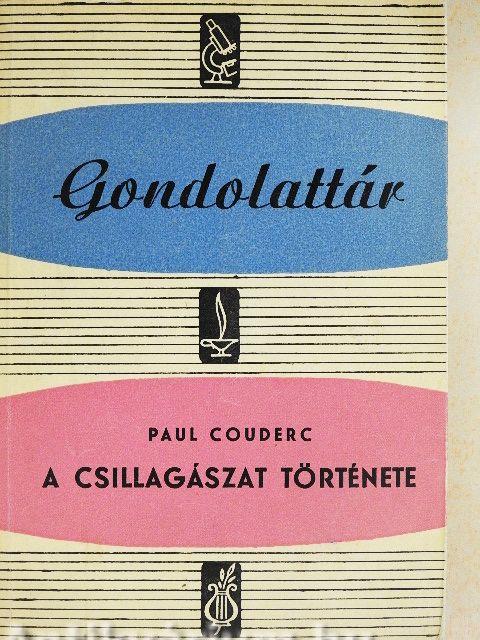 Gondolattár
PAUL COUDERC
A CSILLAGÁSZAT TÖRTÉNETE